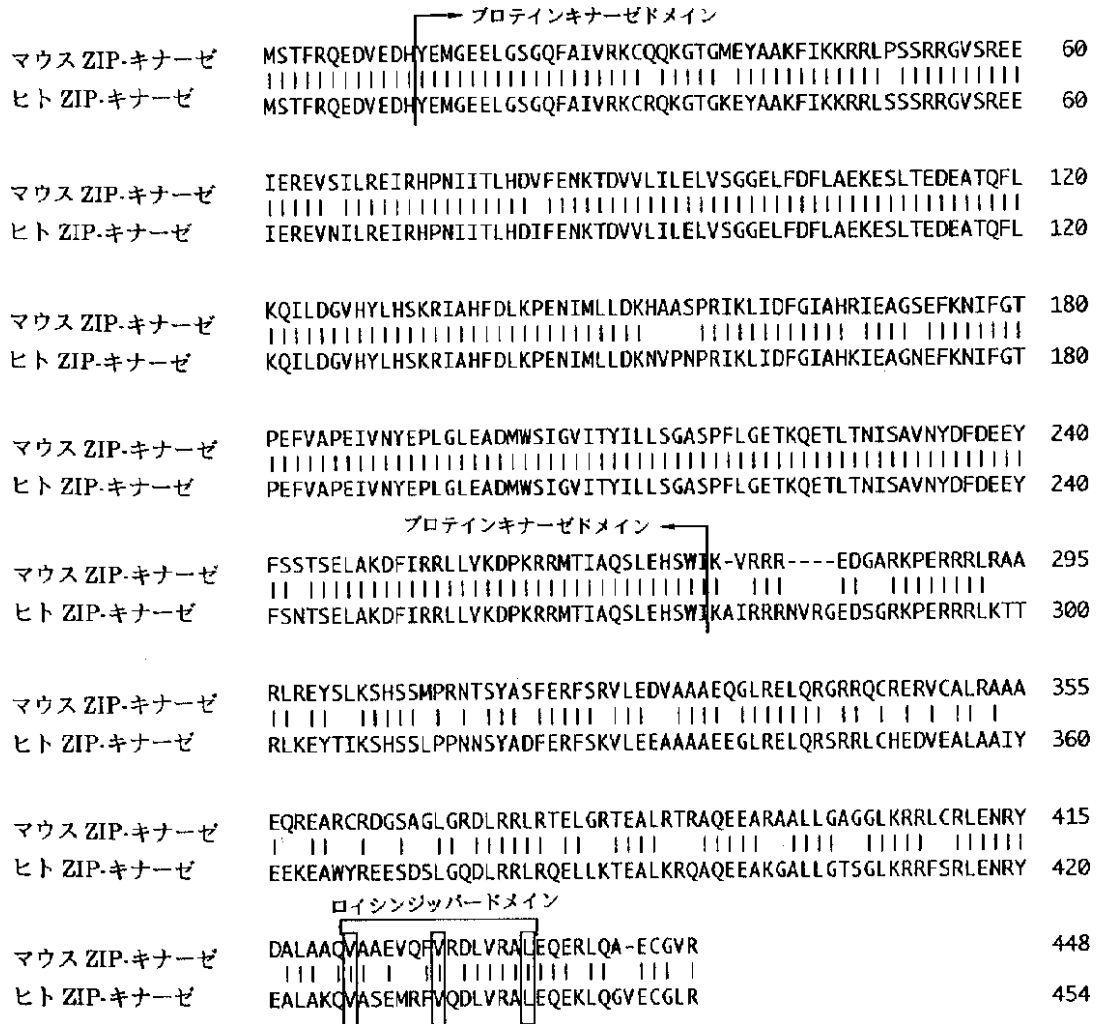 プロテインキナーゼドメイン
マウス ZIP-キナーゼ MSTFRQEDVEDHYEMGEELGSGQFAIVRKCQQKGTGMEYAAKFIKKRRLPSSRRGVSREE 60
ヒト ZIP-キナーゼ MSTFRQEDVEDHYEMGEELGSGQFAIVRKCRQKGTGKEYAAKFIKKRRLSSSRRGVSREE 60
マウス ZIP-キナーゼ IEREVSILREIRHPNIITLHDVFENKTDVVLILELVSGGELFDFLAEKESLTEDEATQFL 120
ヒト ZIP-キナーゼ IEREVNILREIRHPNIITLHDIFENKTDVVLILELVSGGELFDFLAEKESLTEDEATQFL 120
マウス ZIP-キナーゼ KQILDGVHYLHSKRIAHFDLKPENIMLLDKHAASPRIKLIDFGIAHRIEAGSEFKNIFGT 180
ヒト ZIP-キナーゼ KQILDGVHYLHSKRIAHFDLKPENIMLLDKNVPNPRIKLIDFGIAHKIEAGNEFKNIFGT 180
マウス ZIP-キナーゼ PEFVAPEIVNYEPLGLEADMWSIGVITYILLSGASPFLGETKQETLTNISAVNYDFDEEY 240
ヒト ZIP-キナーゼ PEFVAPEIVNYEPLGLEADMWSIGVITYILLSGASPFLGETKQETLTNISAVNYDFDEEY 240
プロテインキナーゼドメイン
マウス ZIP-キナーゼ FSSTSELAKDFIRRLLVKDPKRRMTIAQSLEHSWIK-VRRR----EDGARKPERRRLRAA 295
ヒト ZIP-キナーゼ FSNTSELAKDFIRRLLVKDPKRRMTIAQSLEHSWIKAIRRRNVRGEDSGRKPERRRLKTT 300
マウス ZIP-キナーゼ RLREYSLKSHSSMPRNTSYASFERFSRVLEDVAAAEQGLRELQRGRRQCRERVCALRAAA 355
ヒト ZIP-キナーゼ RLKEYTIKSHSSLPPNNSYADFERFSKVLEEAAAAEEGLRELQRSRRLCHEDVEALAAIY 360
マウス ZIP-キナーゼ EQREARCRDGSAGLGRDLRRLRTELGRTEALRTRAQEEARAALLGAGGLKRRLCRLENRY 415
ヒト ZIP-キナーゼ EEKEAWYREESDSLGQDLRRLRQELLKTEALKRQAQEEAKGALLGTSGLKRRFSRLENRY 420
ロイシンジッパードメイン
マウス ZIP-キナーゼ DALAAQVAAEVQFVRDLVRALEQERLQA-ECGVR 448
ヒト ZIP-キナーゼ EALAKQVASEMRFVQDLVRALEQEKLQGVECGLR 454